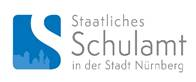 Staatliches
Schulamt
in der Stadt Nürnberg